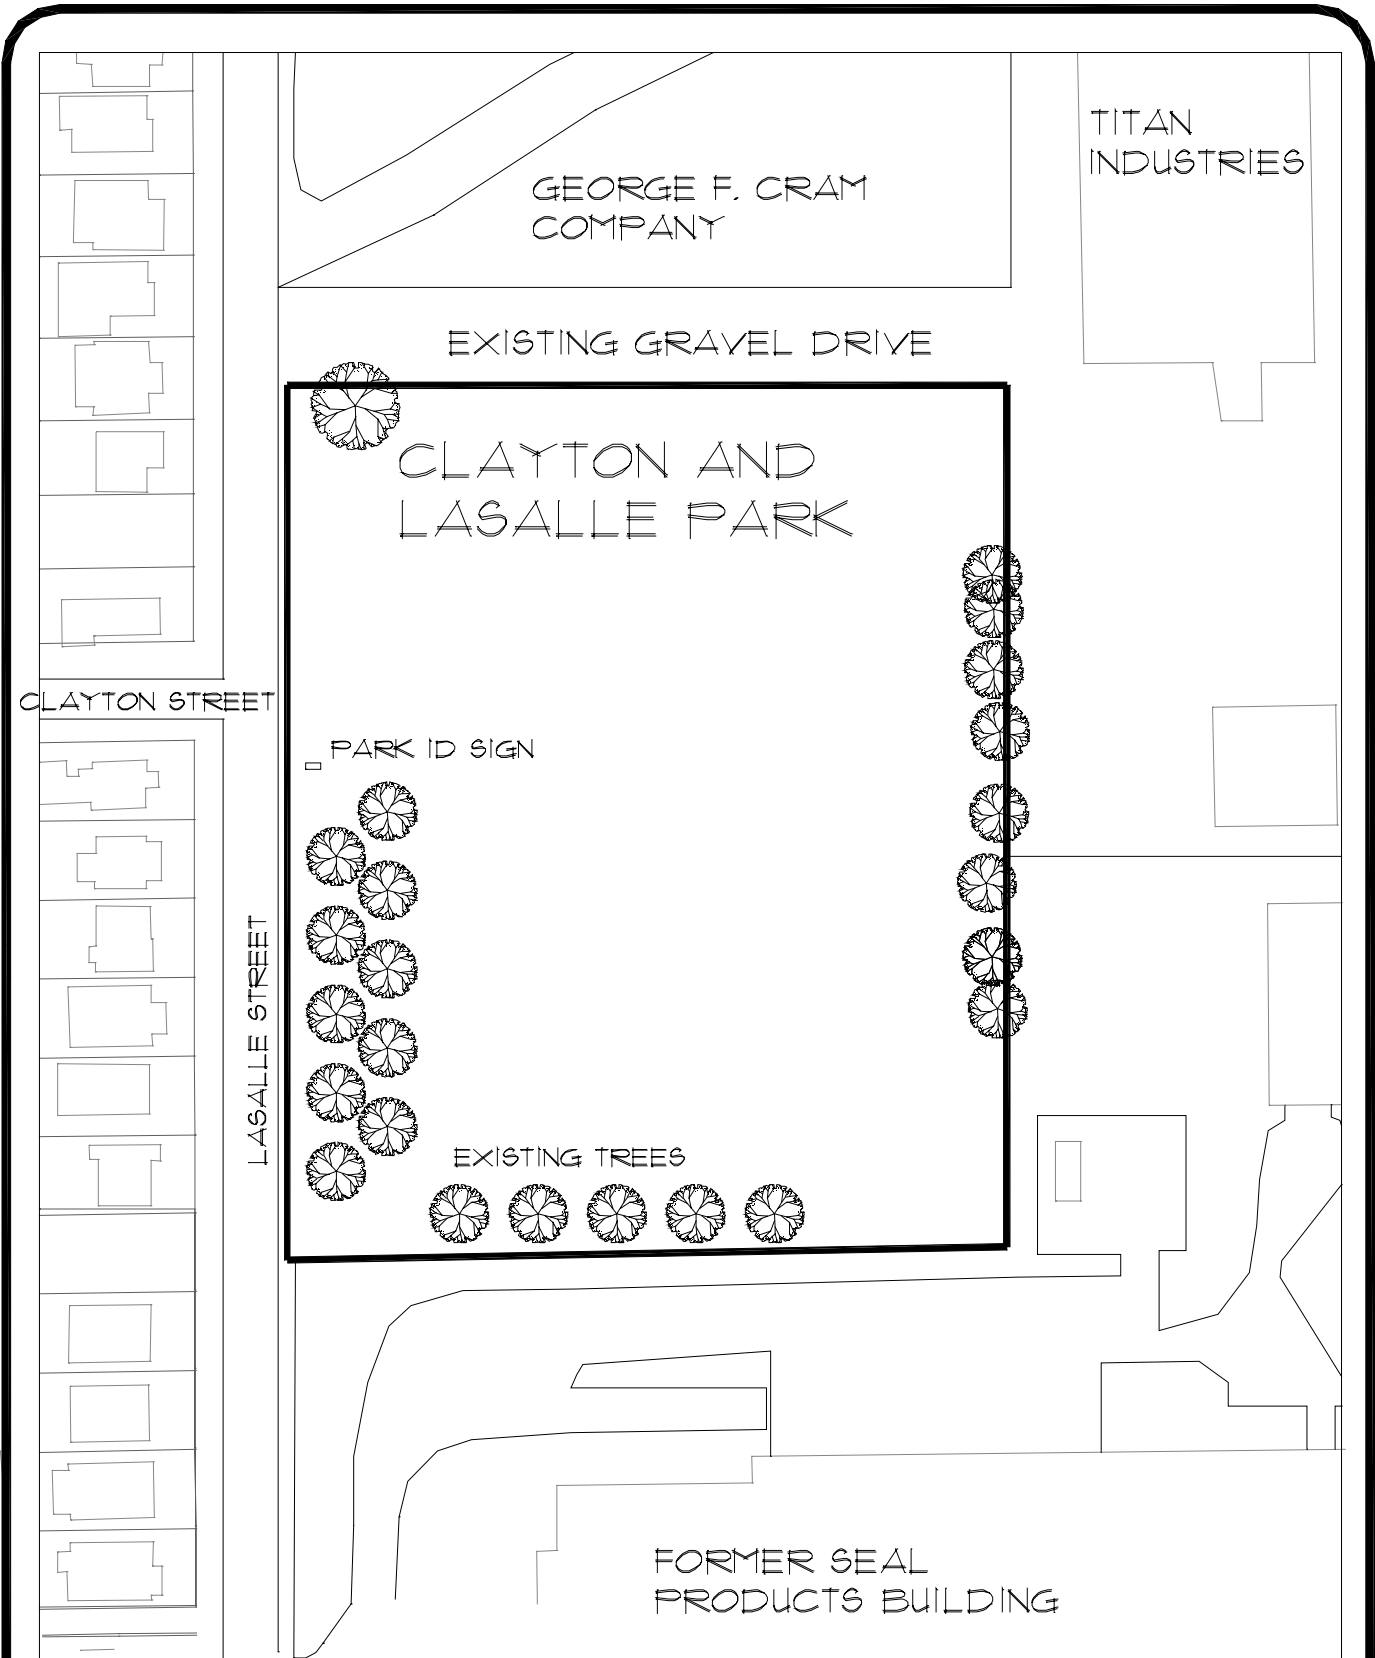 TITAN
INDUSTRIES
GEORGE F. CRAM
COMPANY
EXISTING GRAVEL DRIVE
CLAYTON AND
LASALLE PARK
CLAYTON STREET
PARK ID SIGN
LASALLE STREET
EXISTING TREES
FORMER SEAL
PRODUCTS BUILDING